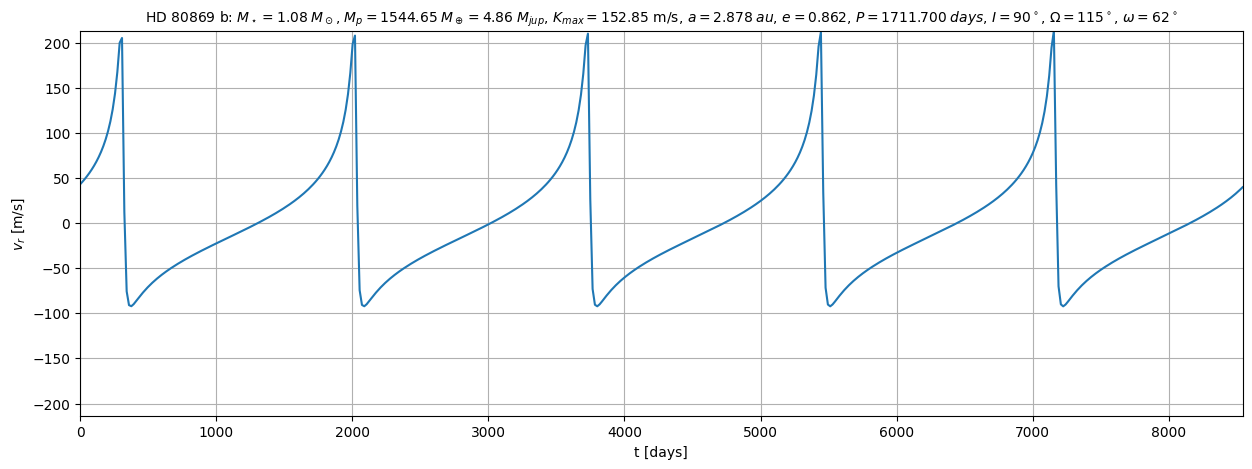 HD 80869 b: M⋆ = 1.08 M⊙, Mp = 1544.65 M⊕ = 4.86 Mjup, Kmax = 152.85 m/s, a = 2.878 au, e = 0.862, P = 1711.700 days, I = 90°, Ω = 115°, ω = 62°
200
150
100
50
0
−50
−100
−150
−200
vr [m/s]
0 1000 2000 3000 4000 5000 6000 7000 8000
t [days]